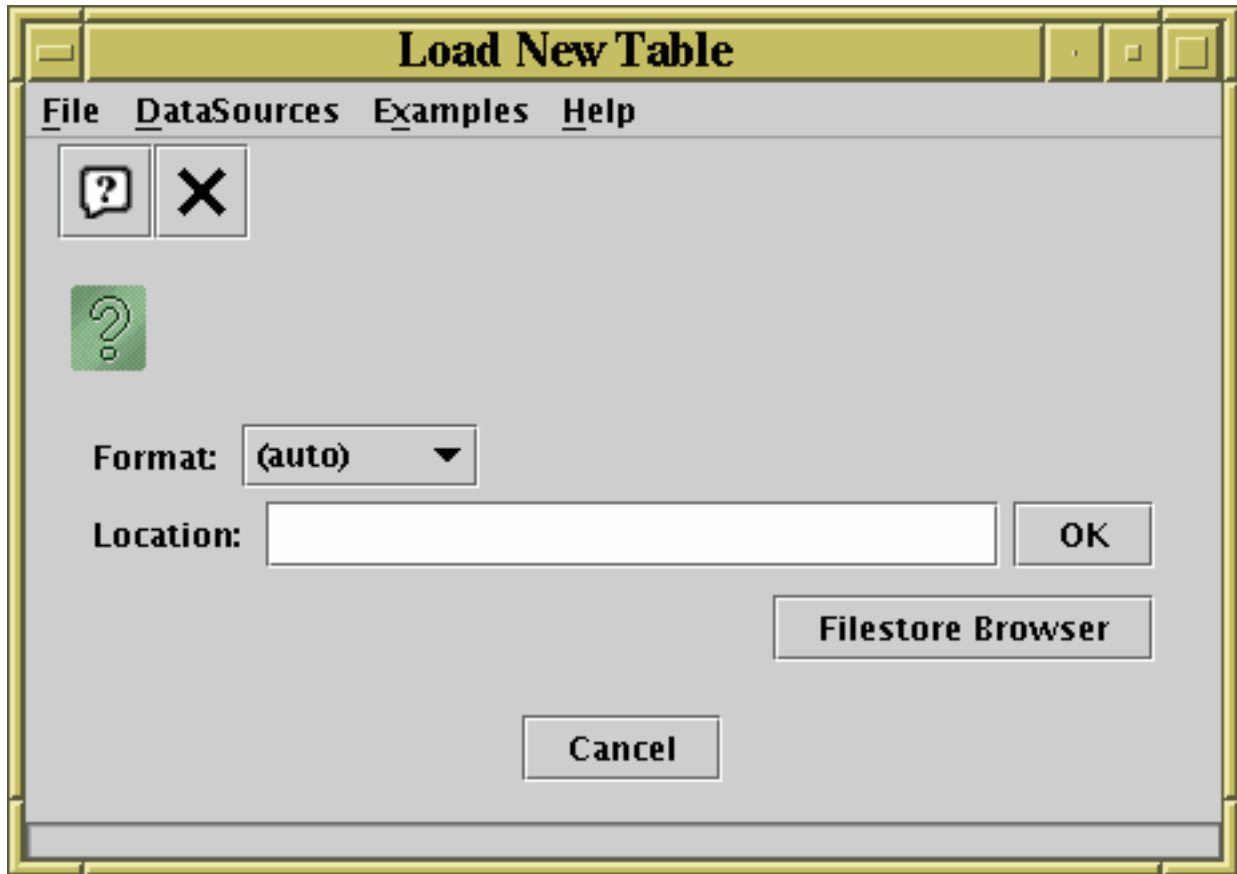 Load New Table
File DataSources Examples Help
?
?
Format: (auto)
Location: OK
Filestore Browser
Cancel